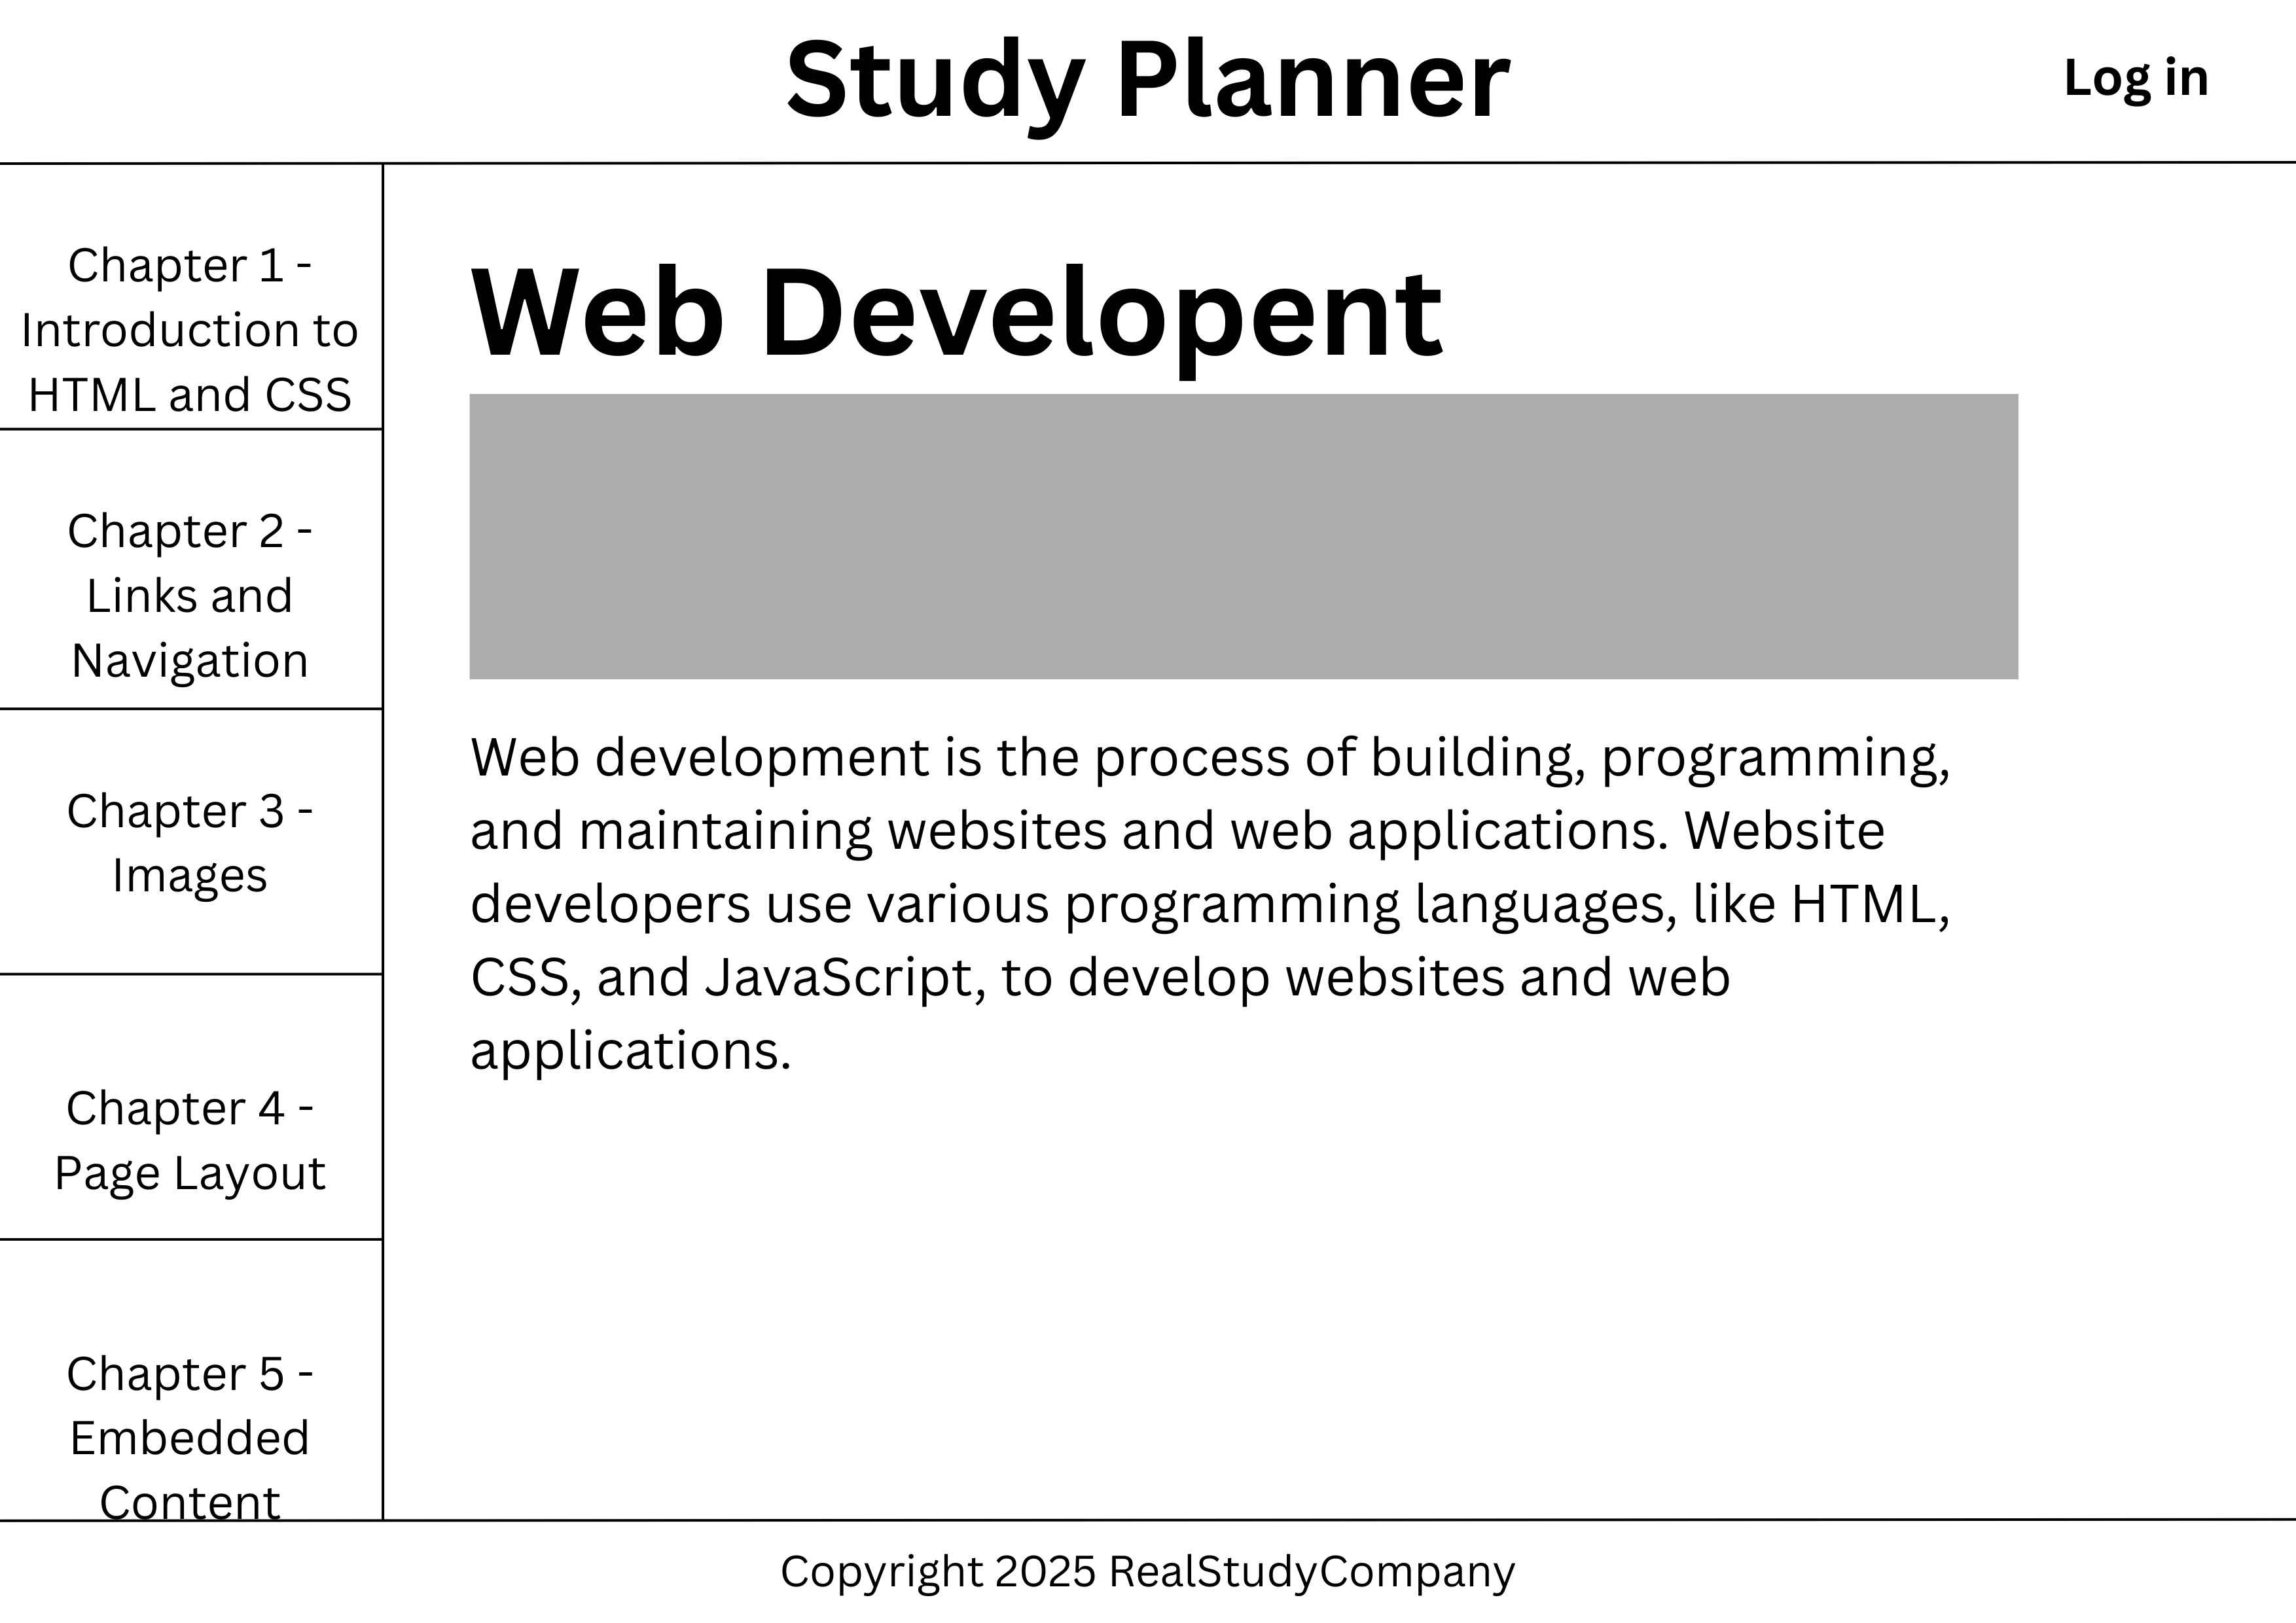 Study Planner
Log in
Chapter 1 -
Introduction to
HTML and CSS
Chapter 2 -
Links and
Navigation
Chapter 3 -
Images
Chapter 4 -
Page Layout
Chapter 5 -
Embedded
Content
Web Developent
Web development is the process of building, programming,
and maintaining websites and web applications. Website
developers use various programming languages, like HTML,
CSS, and JavaScript, to develop websites and web
applications.
Copyright 2025 RealStudyCompany